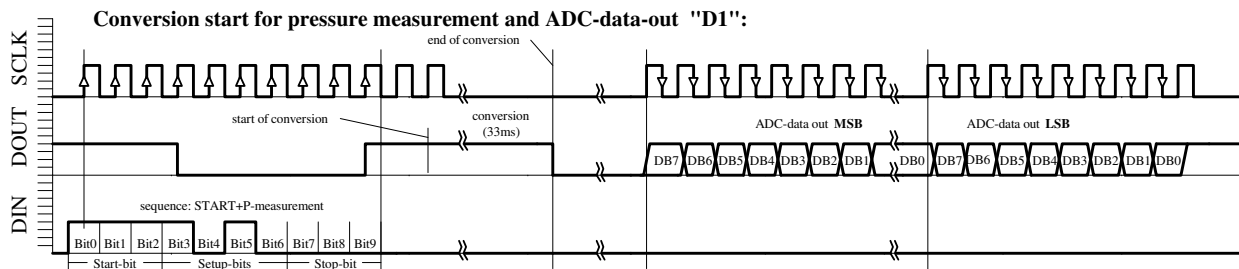 Conversion start for pressure measurement and ADC-data-out "D1":
SCLK
end of conversion
DOUT
start of conversion
conversion
(33ms)
ADC-data out MSB
ADC-data out LSB
DB7 DB6 DB5 DB4 DB3 DB2 DB1 DB0 DB7 DB6 DB5 DB4 DB3 DB2 DB1 DB0
DIN
sequence: START+P-measurement
Bit0 Bit1 Bit2 Bit3 Bit4 Bit5 Bit6 Bit7 Bit8 Bit9
Start-bit Setup-bits Stop-bit